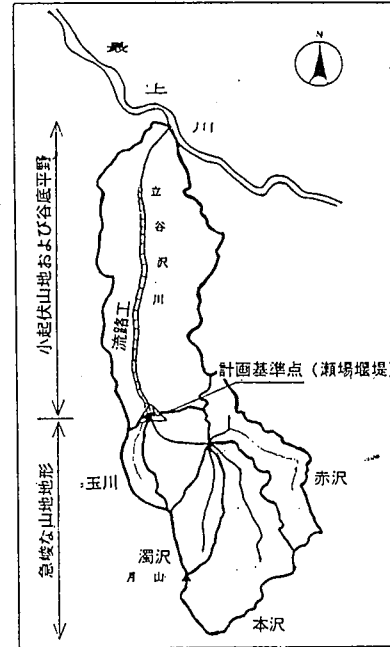 N
最上川
立谷沢川
小起伏山地および谷底平野
流路工
計画基準点（瀬場堰堤）
急峻な山地地形
玉川
赤沢
濁沢
月山
本沢